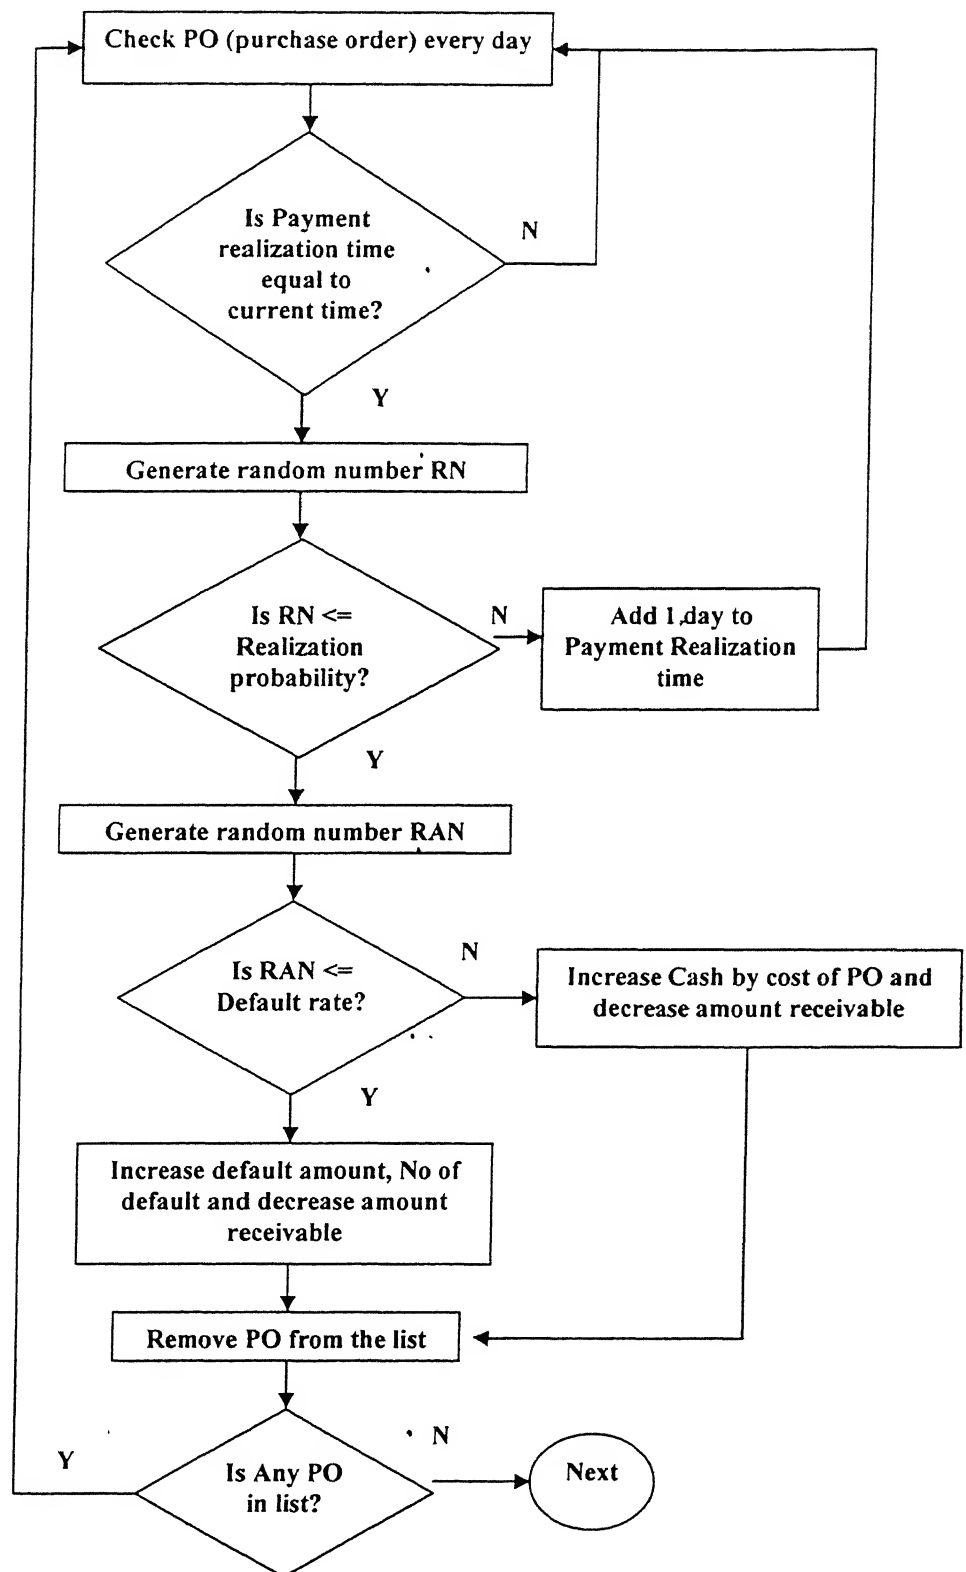 Check PO (purchase order) every day
Is Payment
realization time
equal to
current time?
N
Y
Generate random number RN
Is RN <=
Realization
probability?
N
Add 1 day to
Payment Realization
time
Y
Generate random number RAN
Is RAN <=
Default rate?
N
Increase Cash by cost of PO and
decrease amount receivable
Y
Increase default amount, No of
default and decrease amount
receivable
Remove PO from the list
Is Any PO
in list?
Y
N
Next